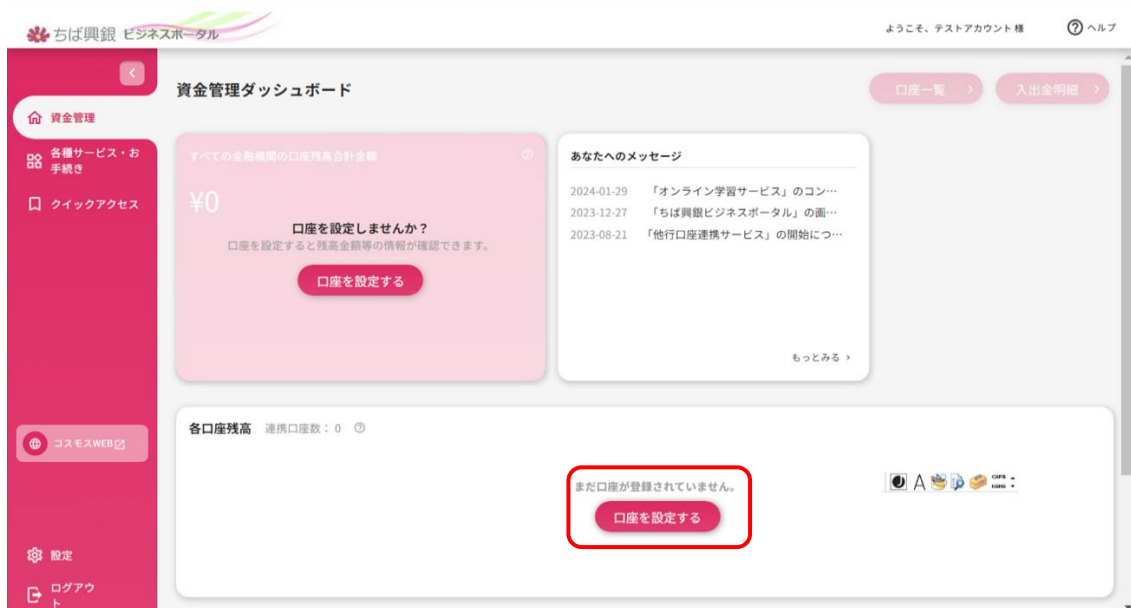 ちば興銀 ビジネスポータル
ようこそ、テストアカウント 様
ヘルプ
資金管理ダッシュボード
口座一覧
入出金明細
資金管理
各種サービス・お
手続き
クイックアクセス
すべての金融機関の口座残高合計金額
¥0
口座を設定しませんか？
口座を設定すると残高金額等の情報が確認できます。
口座を設定する
あなたへのメッセージ
2024-01-29 「オンライン学習サービス」のコン…
2023-12-27 「ちば興銀ビジネスポータル」の画…
2023-08-21 「他行口座連携サービス」の開始につ…
もっとみる
コスモスWEB
各口座残高 連携口座数：0
まだ口座が登録されていません。
口座を設定する
A
CAPS
KANA
設定
ログアウ
ト